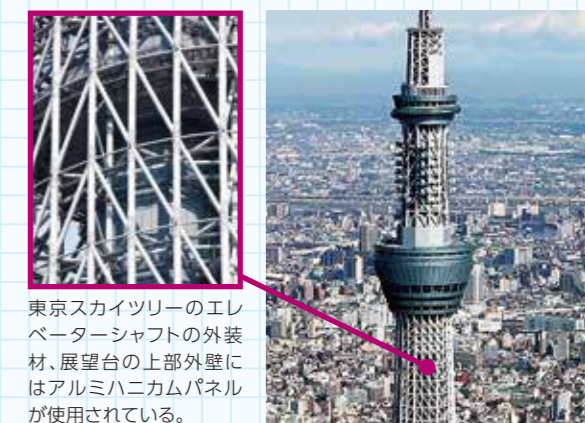 東京スカイツリーのエレ
ベーターシャフトの外装
材、展望台の上部外壁に
はアルミハニカムパネル
が使用されている。